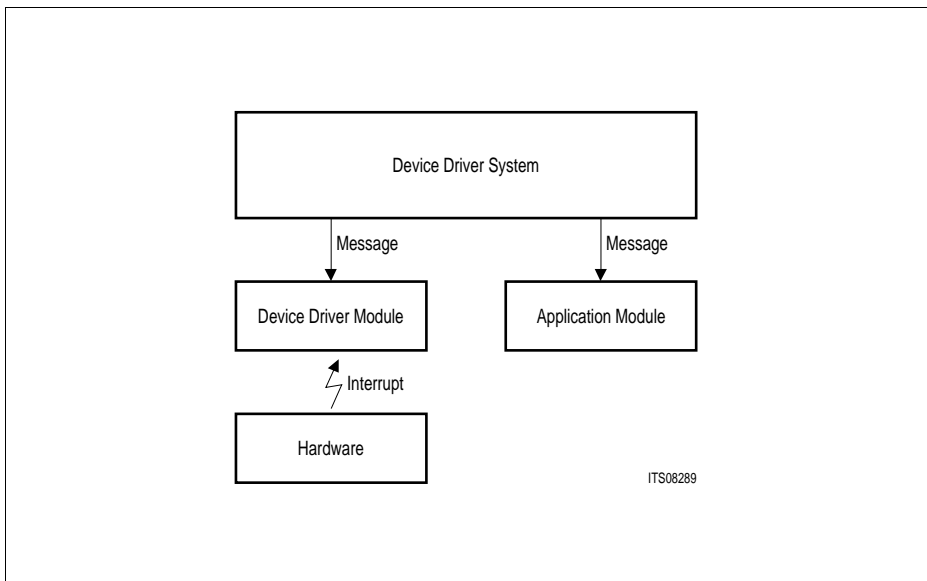 Device Driver System
Message
Message
Device Driver Module
Application Module
Interrupt
Hardware
ITS08289